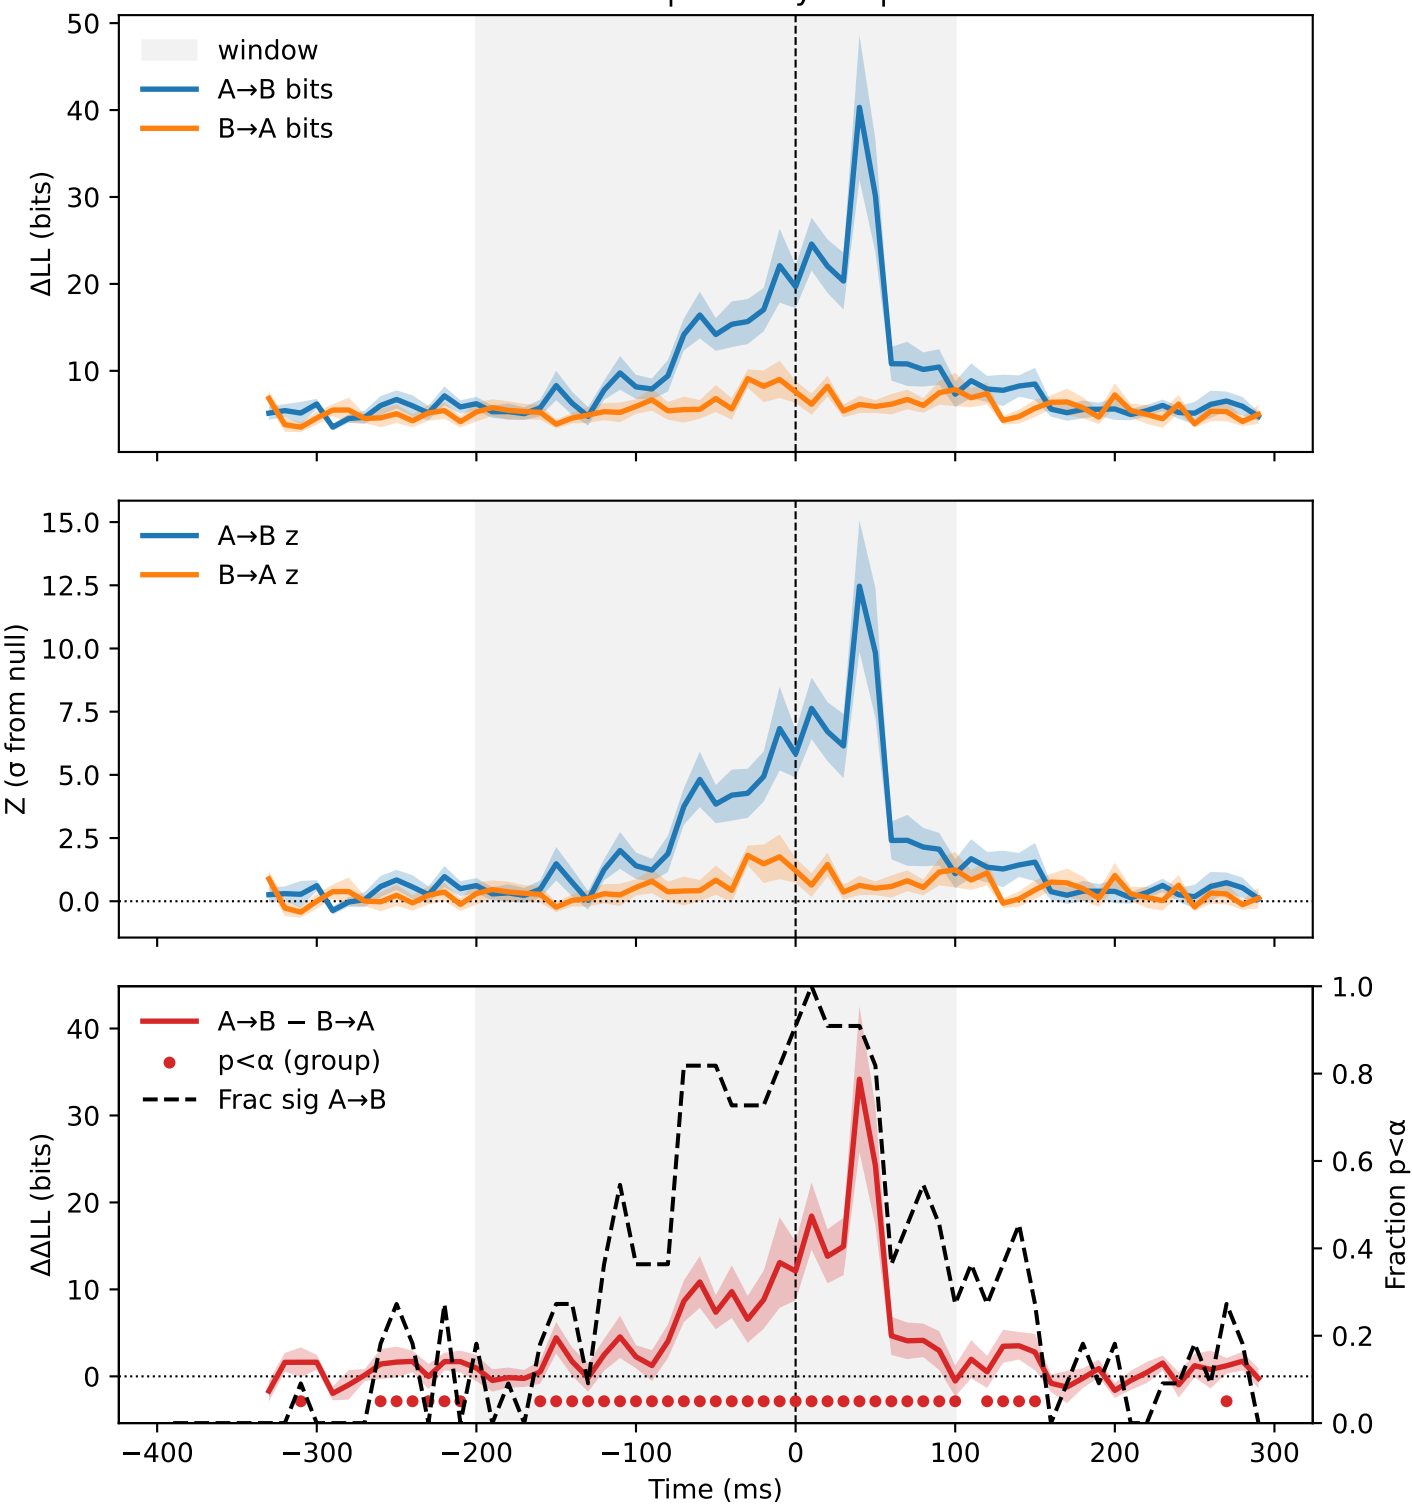 50
40
30
20
10
ΔLL (bits)
window
A→B bits
B→A bits
15.0
12.5
10.0
7.5
5.0
2.5
0.0
Z (σ from null)
A→B z
B→A z
40
30
20
10
0
ΔΔLL (bits)
A→B − B→A
p<α (group)
Frac sig A→B
1.0
0.8
0.6
0.4
0.2
0.0
Fraction p<α
−400 −300 −200 −100 0 100 200 300
Time (ms)